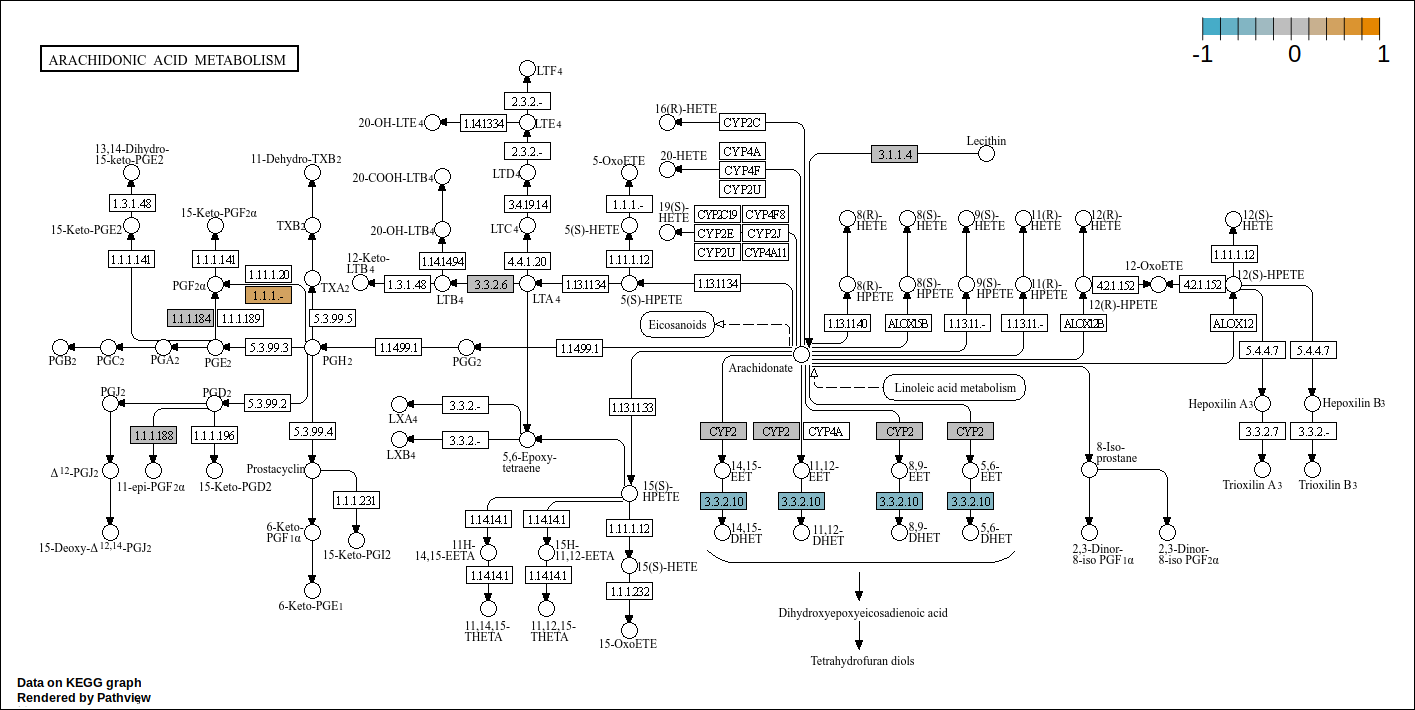 ARACHIDONIC ACID METABOLISM
-1 0 1
LTF4
2.3.2.-
20-OH-LTE4
1.14.13.34
LTE4
2.3.2.-
16(R)-HETE
CYP2C
13,14-Dihydro-
15-keto-PGE2
11-Dehydro-TXB2
20-COOH-LTB4
LTD4
5-OxoETE
20-HETE
CYP4A
CYP4F
CYP2U
3.1.1.4
Lecithin
1.3.1.48
15-Keto-PGF2α
3.4.19.14
1.1.1.-
19(S)-
HETE
CYP2C19
CYP4F8
CYP2E
CYP2J
CYP2U
CYP4A11
8(R)-
HETE
8(S)-
HETE
9(S)-
HETE
11(R)-
HETE
12(R)-
HETE
12(S)-
HETE
15-Keto-PGE2
TXB2
20-OH-LTB4
LTC4
5(S)-HETE
1.1.1.141
1.1.1.141
1.14.14.94
4.4.1.20
1.11.1.12
1.11.1.12
12-Keto-
LTB4
1.11.1.20
1.1.1.-
PGF2α
TXA2
1.3.1.48
LTB4
3.3.2.6
LTA4
1.13.11.34
5(S)-HPETE
1.13.11.34
8(R)-
HPETE
8(S)-
HPETE
9(S)-
HPETE
11(R)-
HPETE
12(R)-HPETE
4.2.1.152
12-OxoETE
4.2.1.152
12(S)-HPETE
1.1.1.184
1.1.1.189
5.3.99.5
Eicosanoids
1.13.11.40
ALOX15B
1.13.11.-
1.13.11.-
ALOX12B
ALOX12
PGB2
PGC2
PGA2
PGE2
5.3.99.3
PGH2
1.14.99.1
PGG2
1.14.99.1
Arachidonate
5.4.4.7
5.4.4.7
Linoleic acid metabolism
PGJ2
PGD2
5.3.99.2
LXA4
3.3.2.-
1.13.11.33
Hepoxilin A3
Hepoxilin B3
1.1.1.188
1.1.1.196
5.3.99.4
LXB4
3.3.2.-
CYP2
CYP2
CYP4A
CYP2
CYP2
3.3.2.7
3.3.2.-
5,6-Epoxy-
tetraene
8-Iso-
prostane
Δ12-PGJ2
11-epi-PGF2α
15-Keto-PGD2
Prostacyclin
14,15-
EET
11,12-
EET
8,9-
EET
5,6-
EET
Trioxilin A3
Trioxilin B3
1.1.1.231
15(S)-
HPETE
3.3.2.10
3.3.2.10
3.3.2.10
3.3.2.10
1.14.14.1
1.14.14.1
1.11.1.12
15-Deoxy-Δ12,14-PGJ2
6-Keto-
PGF1α
15-Keto-PGI2
14,15-
DHET
11,12-
DHET
8,9-
DHET
5,6-
DHET
11H-
14,15-EETA
15H-
11,12-EETA
2,3-Dinor-
8-iso PGF1α
2,3-Dinor-
8-iso PGF2α
1.14.14.1
1.14.14.1
15(S)-HETE
1.1.1.232
6-Keto-PGE1
Dihydroxyepoxyeicosadienoic acid
11,14,15-
THETA
11,12,15-
THETA
15-OxoETE
Tetrahydrofuran diols
Data on KEGG graph
Rendered by Pathview